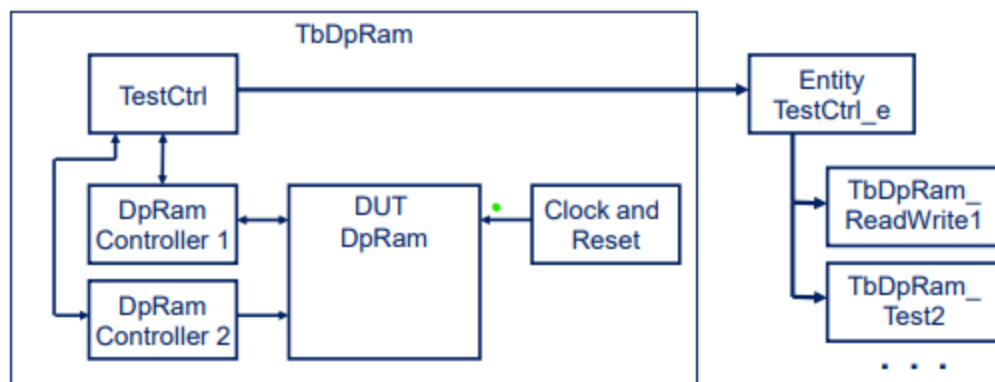 TbDpRam
TestCtrl
Entity
TestCtrl_e
DpRam
Controller 1
DUT
DpRam
Clock and
Reset
TbDpRam_
ReadWrite1
DpRam
Controller 2
TbDpRam_
Test2
. . .